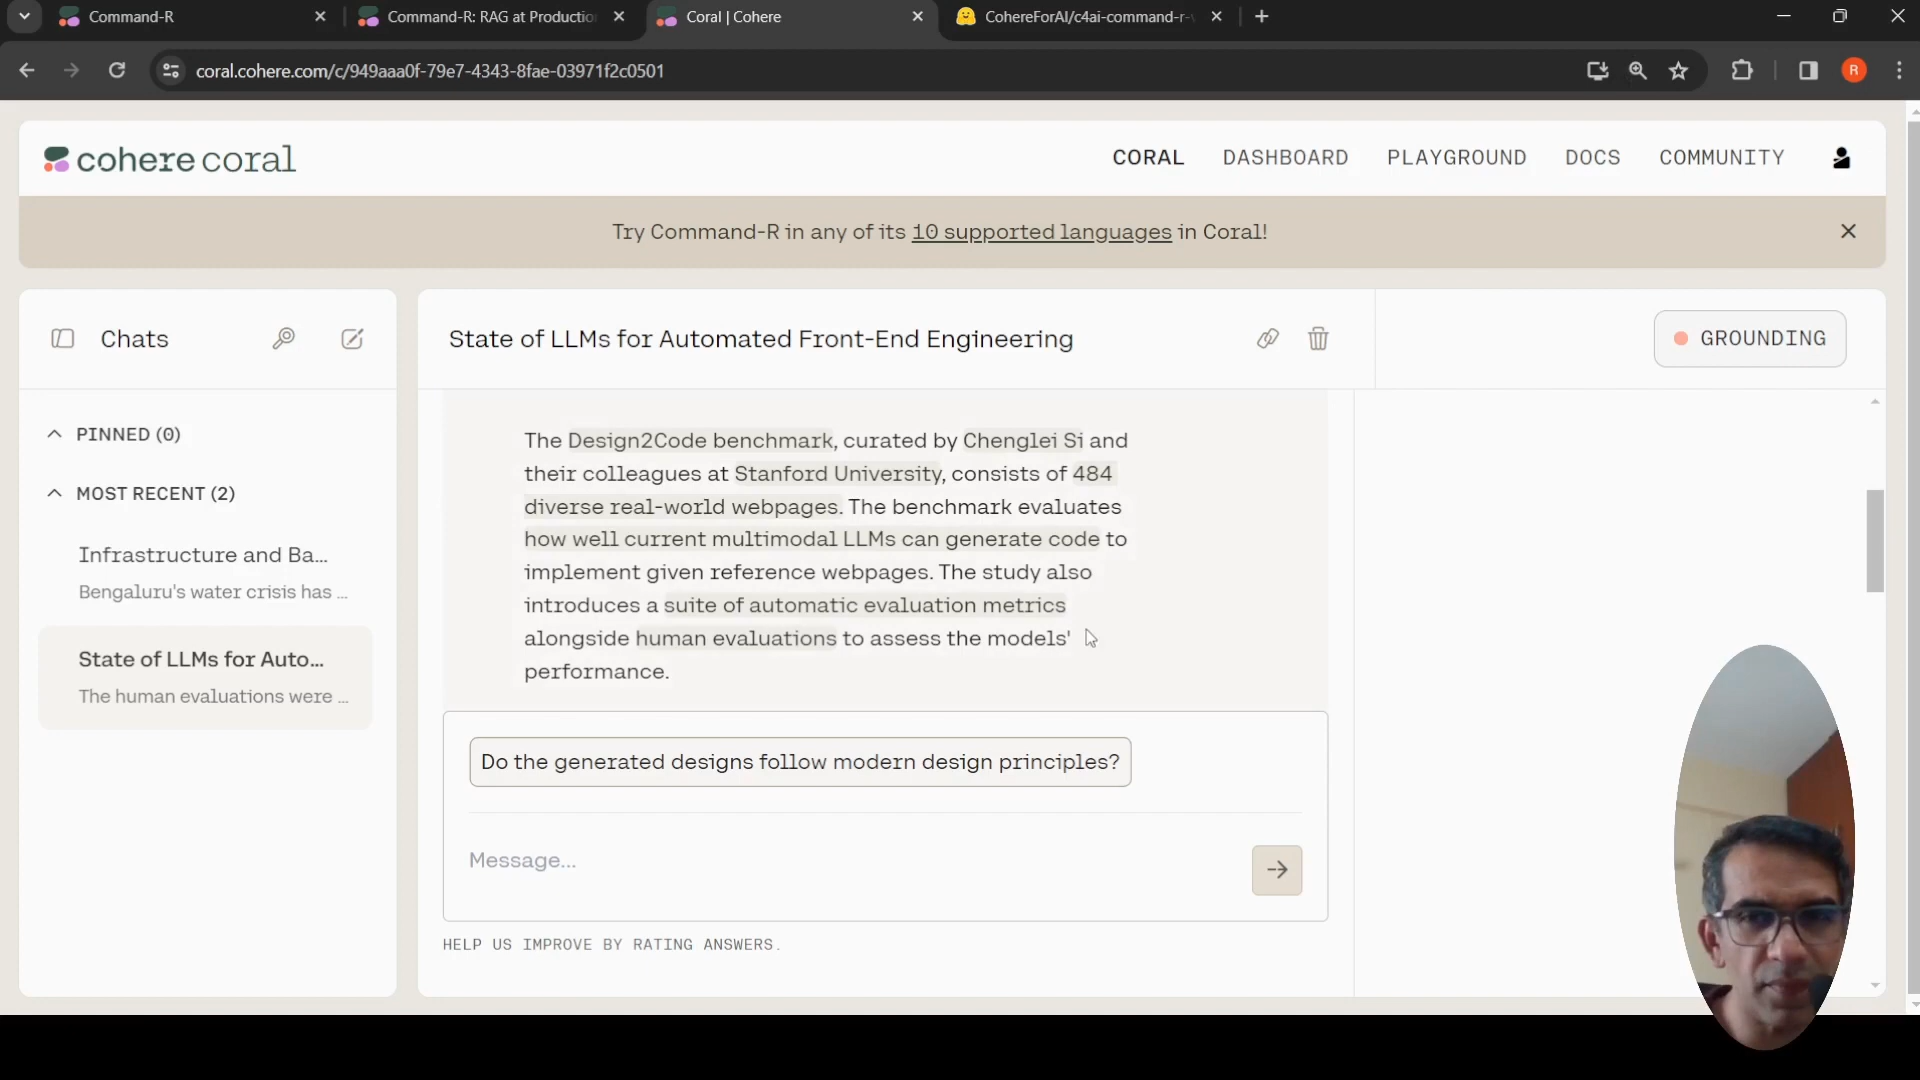 Command-R
Command-R: RAG at Productio
Coral | Cohere
CohereForAI/c4ai-command-r-
coral.cohere.com/c/949aaa0f-79e7-4343-8fae-03971f2c0501
R
cohere coral
CORAL
DASHBOARD
PLAYGROUND
DOCS
COMMUNITY
Try Command-R in any of its 10 supported languages in Coral!
Chats
PINNED (0)
MOST RECENT (2)
Infrastructure and Ba...
Bengaluru's water crisis has ...
State of LLMs for Auto...
The human evaluations were ...
State of LLMs for Automated Front-End Engineering
GROUNDING
The Design2Code benchmark, curated by Chenglei Si and
their colleagues at Stanford University, consists of 484
diverse real-world webpages. The benchmark evaluates
how well current multimodal LLMs can generate code to
implement given reference webpages. The study also
introduces a suite of automatic evaluation metrics
alongside human evaluations to assess the models'
performance.
Do the generated designs follow modern design principles?
Message...
HELP US IMPROVE BY RATING ANSWERS.